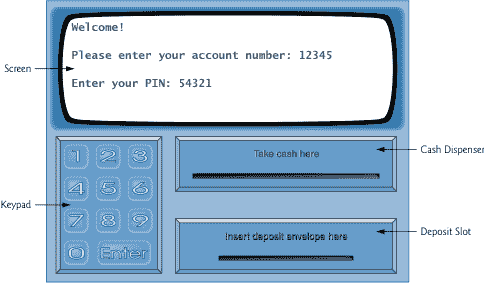 Welcome!
Please enter your account number: 12345
Enter your PIN: 54321
Screen
Keypad
1 2 3
4 5 6
7 8 9
0 Enter
Take cash here
Cash Dispenser
Insert deposit envelope here
Deposit Slot